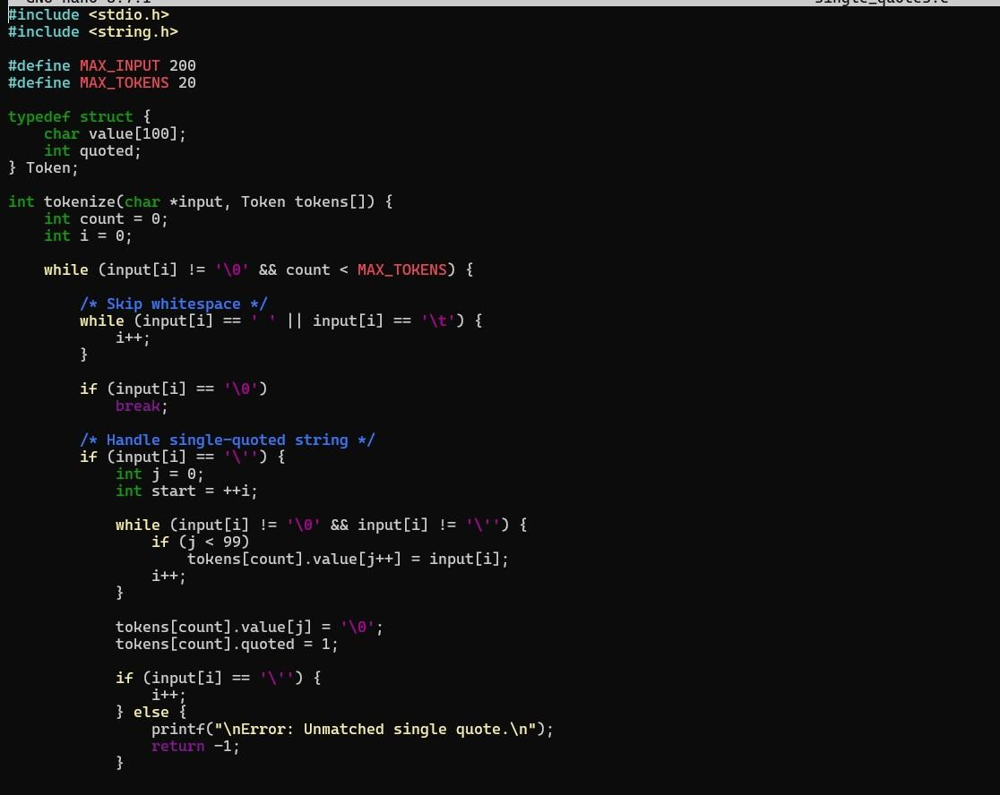 #include <stdio.h>
#include <string.h>

#define MAX_INPUT 200
#define MAX_TOKENS 20

typedef struct {
    char value[100];
    int quoted;
} Token;

int tokenize(char *input, Token tokens[]) {
    int count = 0;
    int i = 0;

    while (input[i] != '\0' && count < MAX_TOKENS) {

        /* Skip whitespace */
        while (input[i] == ' ' || input[i] == '\t') {
            i++;
        }

        if (input[i] == '\0')
            break;

        /* Handle single-quoted string */
        if (input[i] == '\'') {
            int j = 0;
            int start = ++i;

            while (input[i] != '\0' && input[i] != '\'') {
                if (j < 99)
                    tokens[count].value[j++] = input[i];
                i++;
            }

            tokens[count].value[j] = '\0';
            tokens[count].quoted = 1;

            if (input[i] == '\'') {
                i++;
            } else {
                printf("\nError: Unmatched single quote.\n");
                return -1;
            }